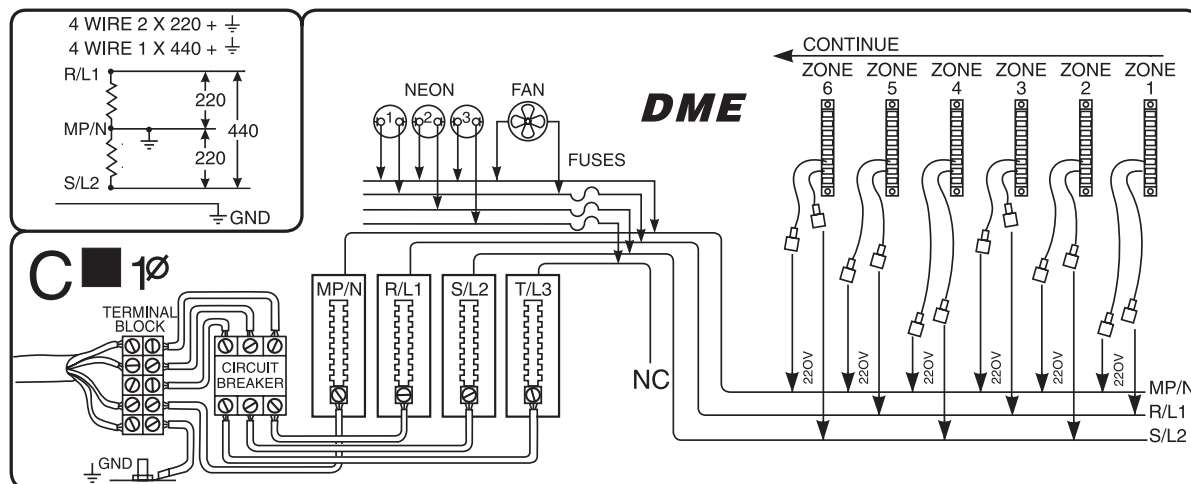 4 WIRE 2 X 220 + ⏚
4 WIRE 1 X 440 + ⏚
R/L1
220
MP/N
440
220
S/L2
GND
C ■ 1Ø
TERMINAL
BLOCK
CIRCUIT
BREAKER
GND
NEON
FAN
1 2 3
FUSES
DME
CONTINUE
ZONE ZONE ZONE ZONE ZONE ZONE
6 5 4 3 2 1
MP/N R/L1 S/L2 T/L3
NC
220V 220V 220V 220V 220V 220V
MP/N
R/L1
S/L2